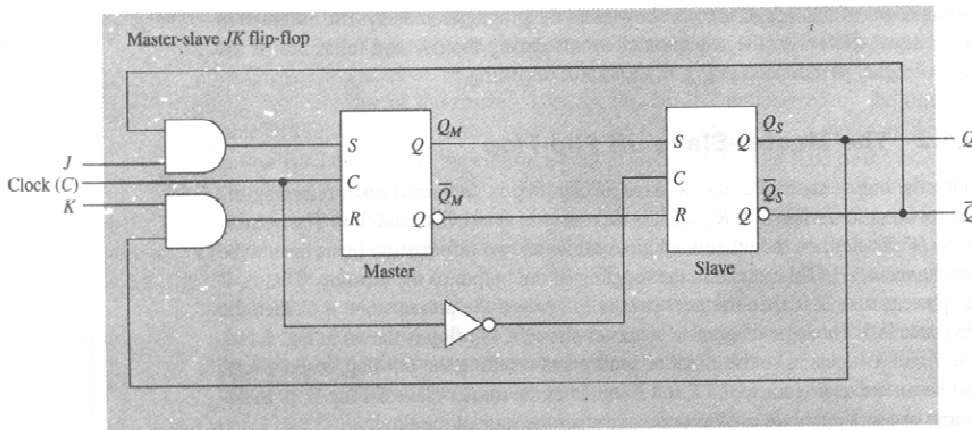 Master-slave JK flip-flop
J
Clock (C)
K
S
Q
C
R
Q
Q_M
Q̅_M
Master
S
Q
C
R
Q
Q_S
Q̅_S
Slave
Q
Q̅